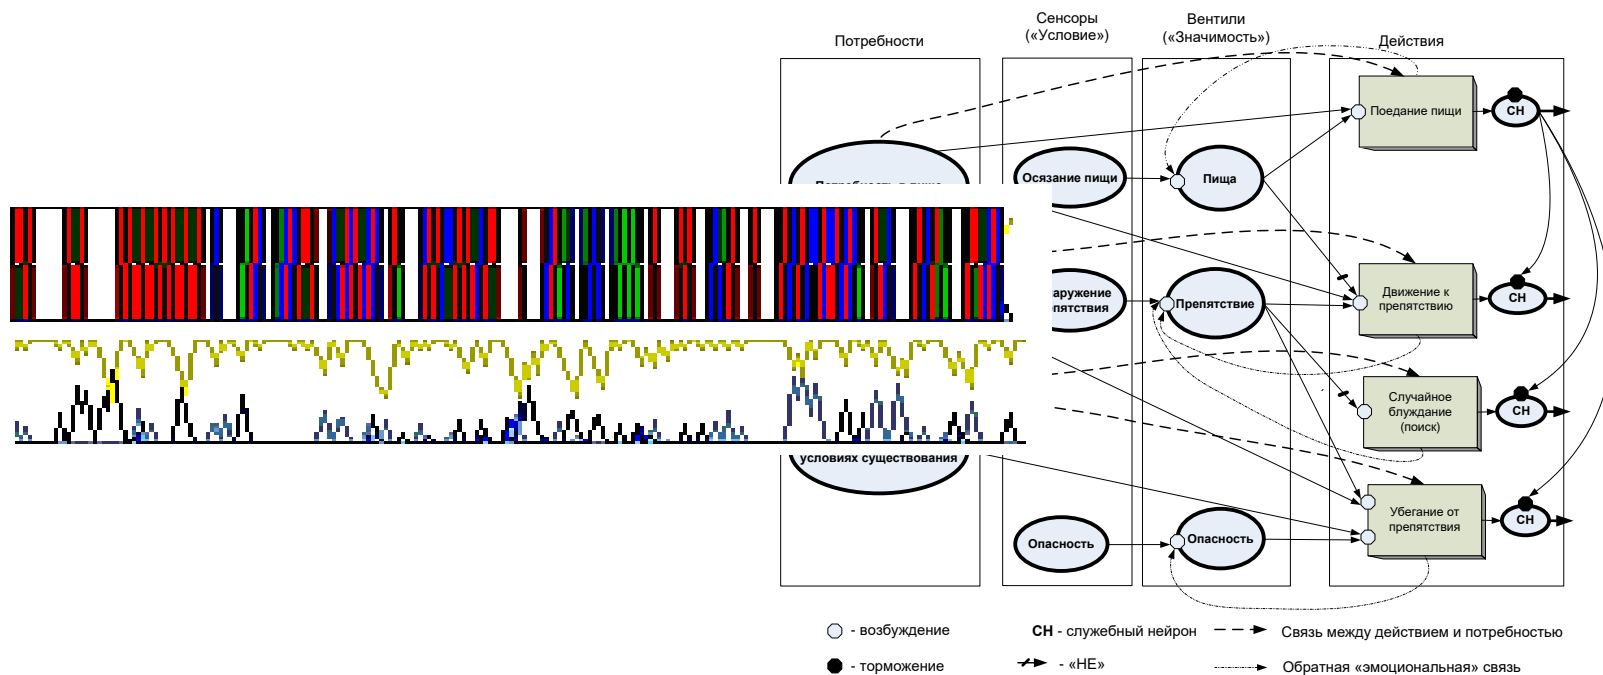 Потребности
Сенсоры
(«Условие»)
Вентили
(«Значимость»)
Действия
Поедание пищи
СН
Осязание пищи
Пища
Движение к
препятствию
СН
Препятствие
Случайное
блуждание
(поиск)
СН
условиях существования
Убегание от
препятствия
СН
Опасность
Опасность
- возбуждение
СН - служебный нейрон
Связь между действием и потребностью
- торможение
- «НЕ»
Обратная «эмоциональная» связь